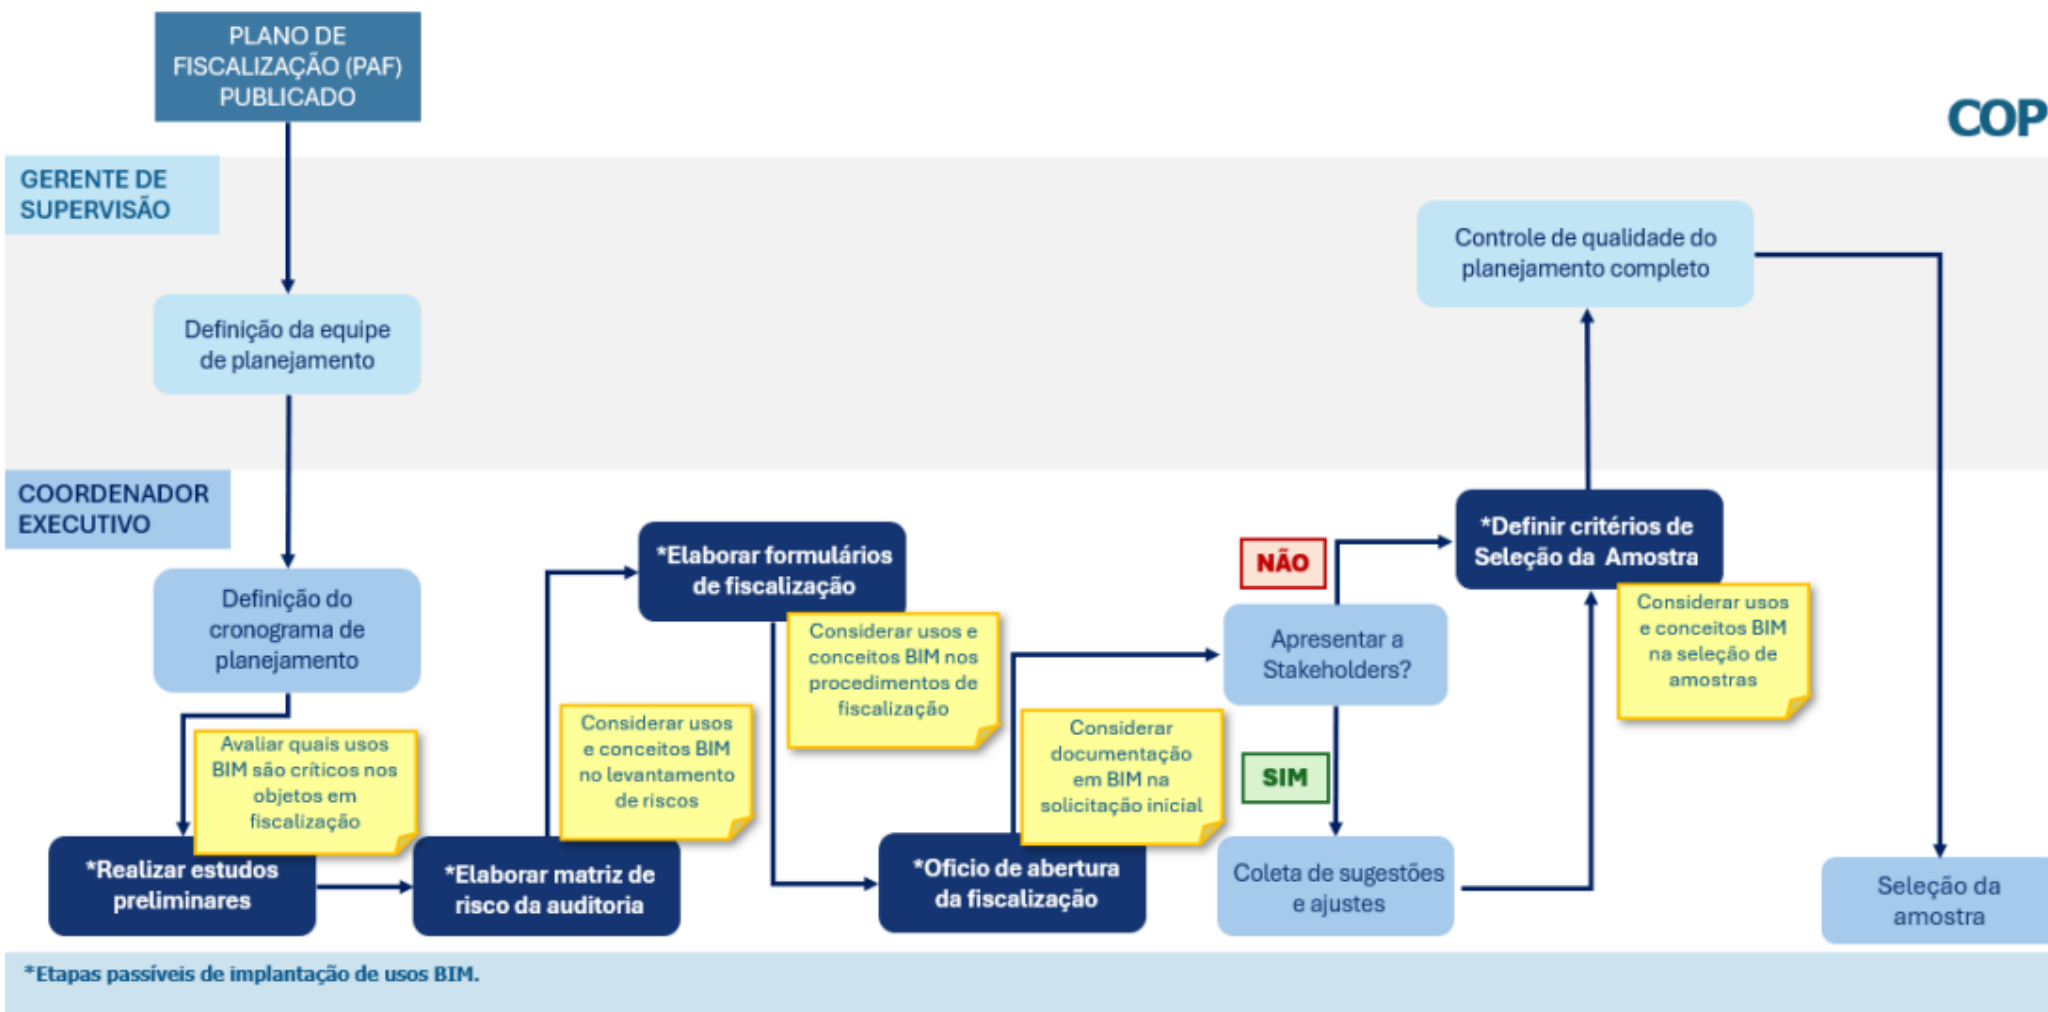 PLANO DE
FISCALIZAÇÃO (PAF)
PUBLICADO
COP
GERENTE DE
SUPERVISÃO
Controle de qualidade do
planejamento completo
Definição da equipe
de planejamento
COORDENADOR
EXECUTIVO
*Definir critérios de
Seleção da Amostra
*Elaborar formulários
de fiscalização
NÃO
Definição do
cronograma de
planejamento
Considerar usos
e conceitos BIM
na seleção de
amostras
Considerar usos e
conceitos BIM nos
procedimentos de
fiscalização
Apresentar a
Stakeholders?
Considerar usos
e conceitos BIM
no levantamento
de riscos
Considerar
documentação
em BIM na
solicitação inicial
Avaliar quais usos
BIM são críticos nos
objetos em
fiscalização
SIM
*Realizar estudos
preliminares
*Elaborar matriz de
risco da auditoria
*Oficio de abertura
da fiscalização
Coleta de sugestões
e ajustes
Seleção da
amostra
*Etapas passíveis de implantação de usos BIM.